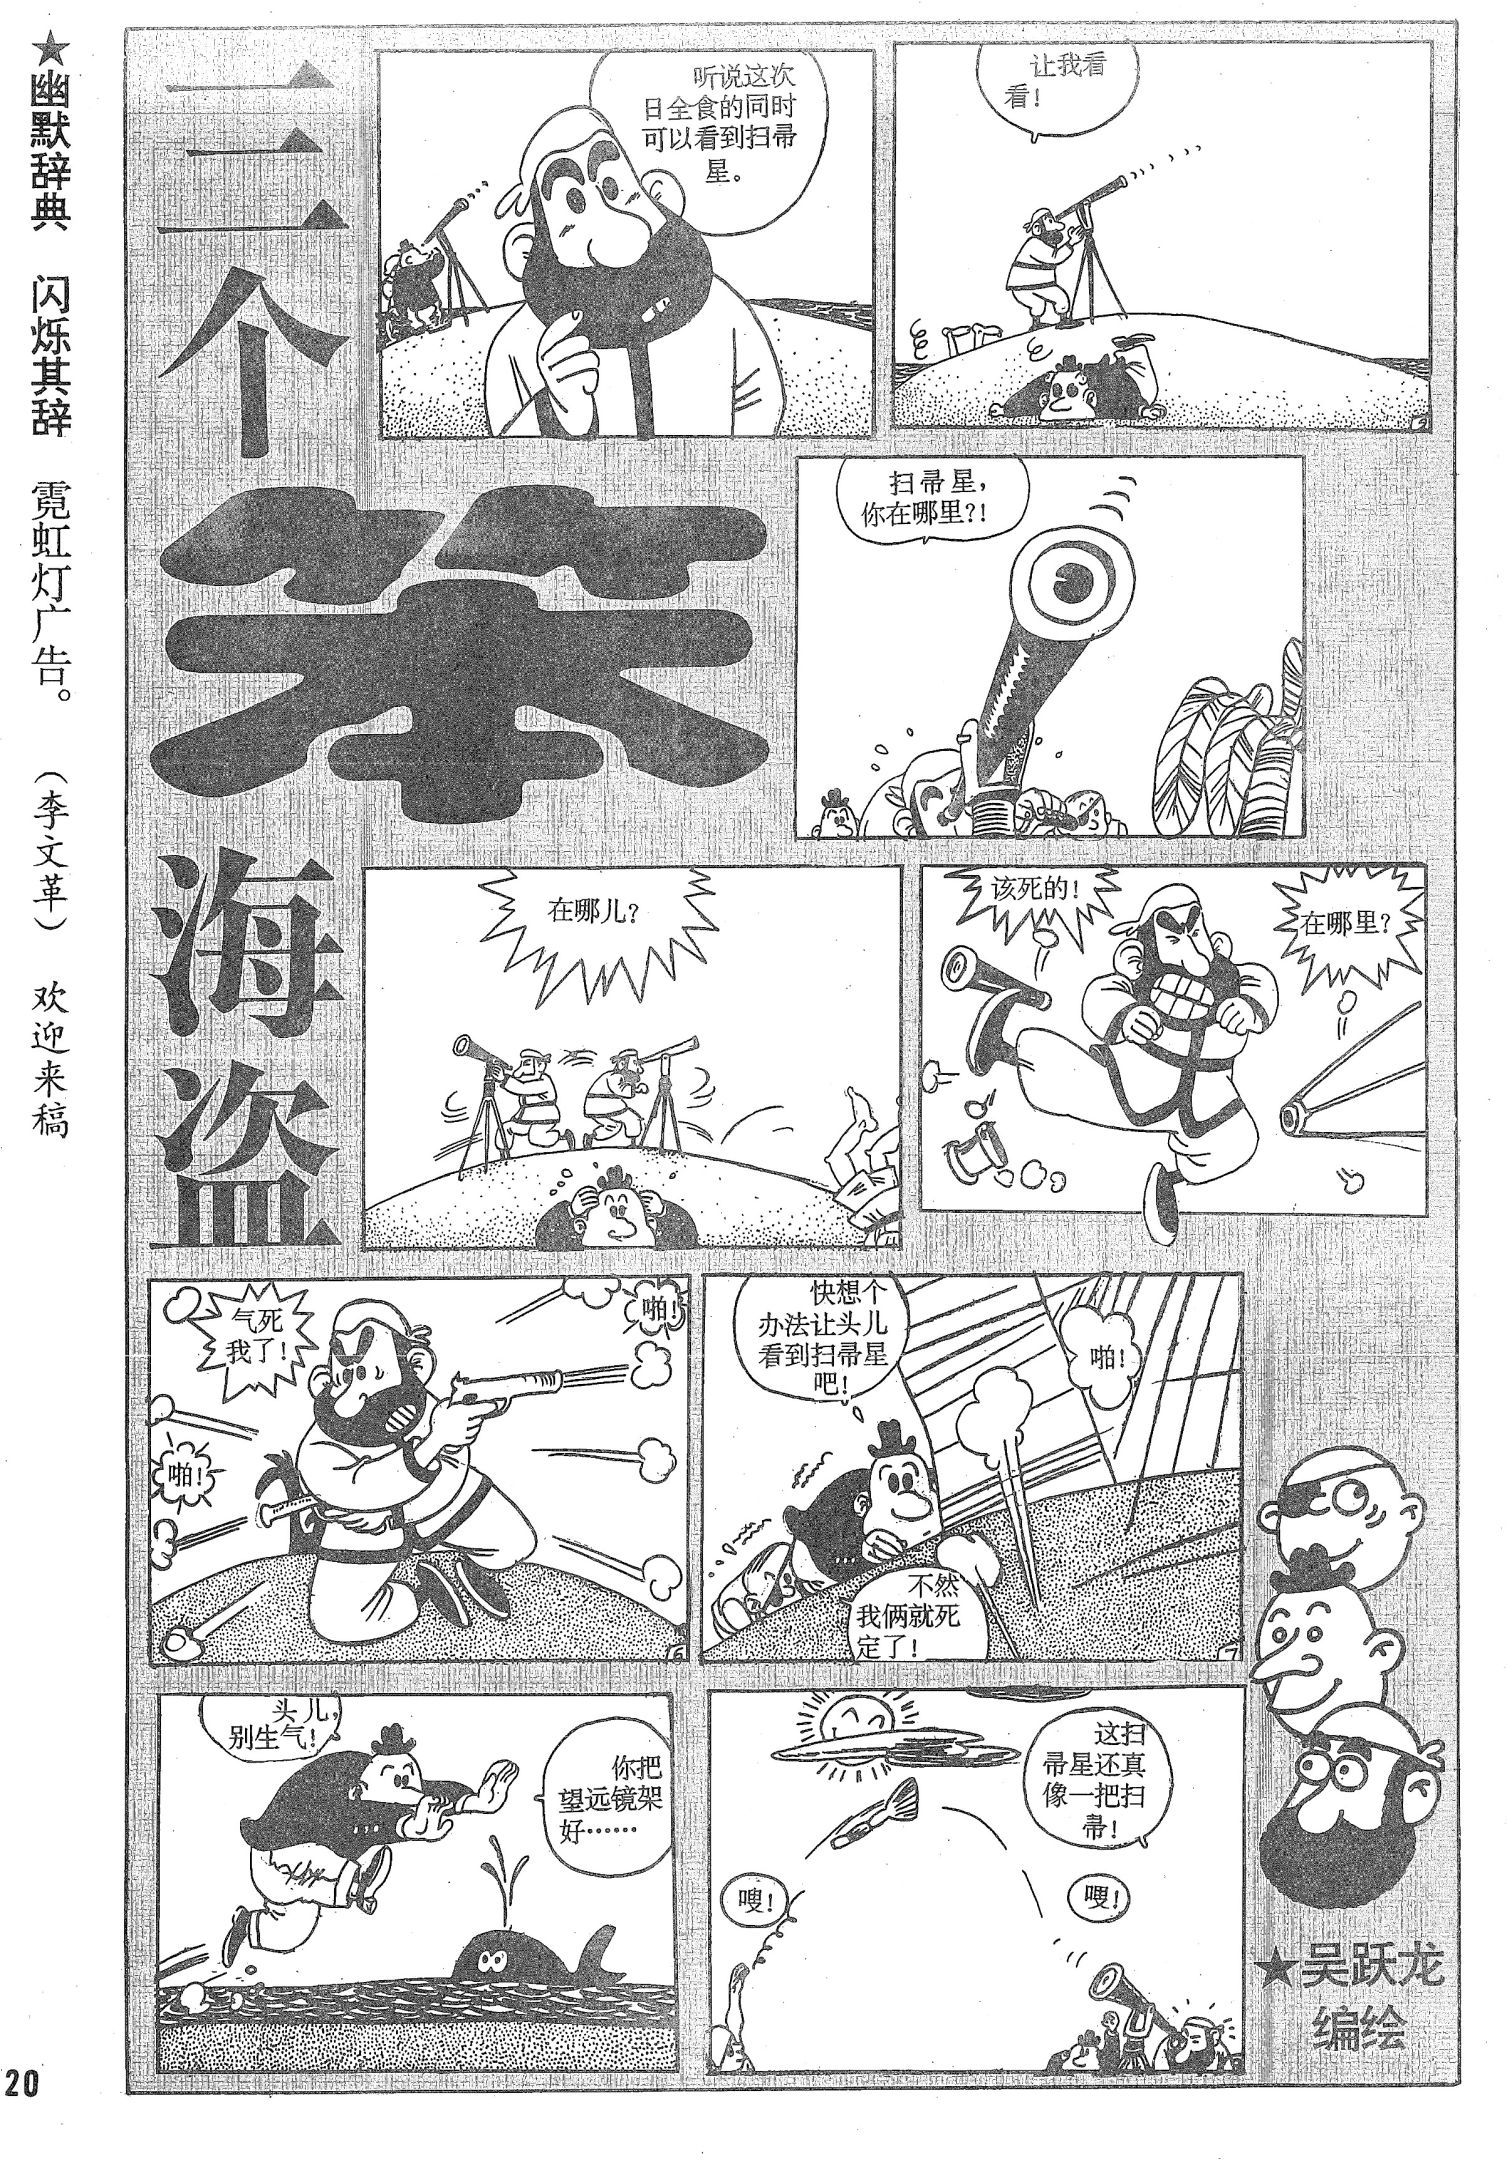 ★幽默辞典 闪烁其辞 霓虹灯广告。 (李文革) 欢迎来稿
三个笨海盗
听说这次
日全食的同时
可以看到扫帚
星。
让我看
看!
扫帚星,
你在哪里?!
在哪儿?
该死的!
在哪里?
气死
我了!
啪!
啪!
6
快想个
办法让头儿
看到扫帚星
吧!
啪!
不然
我俩就死
定了!
7
头儿,
别生气!
你把
望远镜架
好……
这扫
帚星还真
像一把扫
帚!
嗖!
嗖!
★吴跃龙
编绘
20